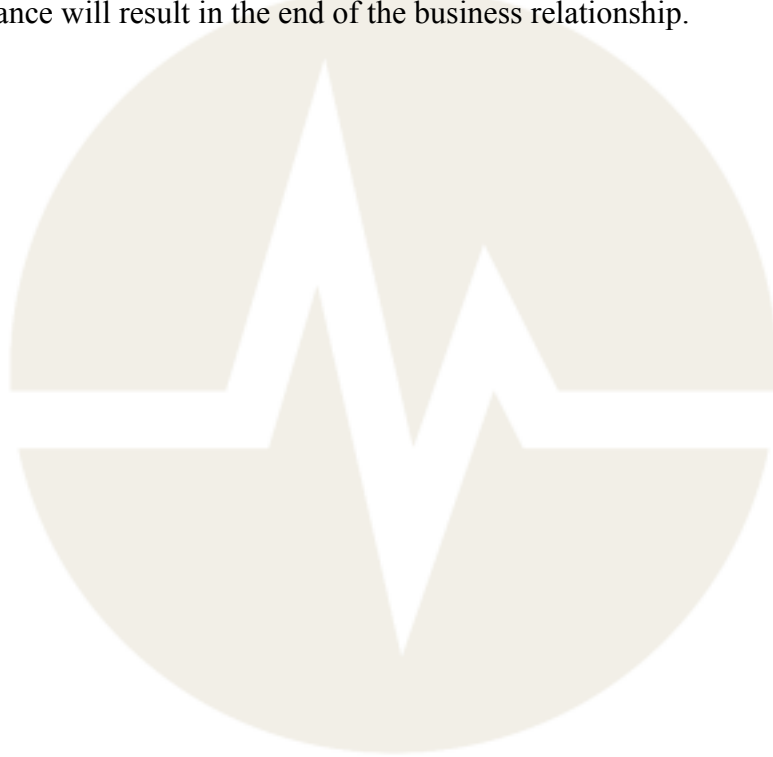 ance will result in the end of the business relationship.